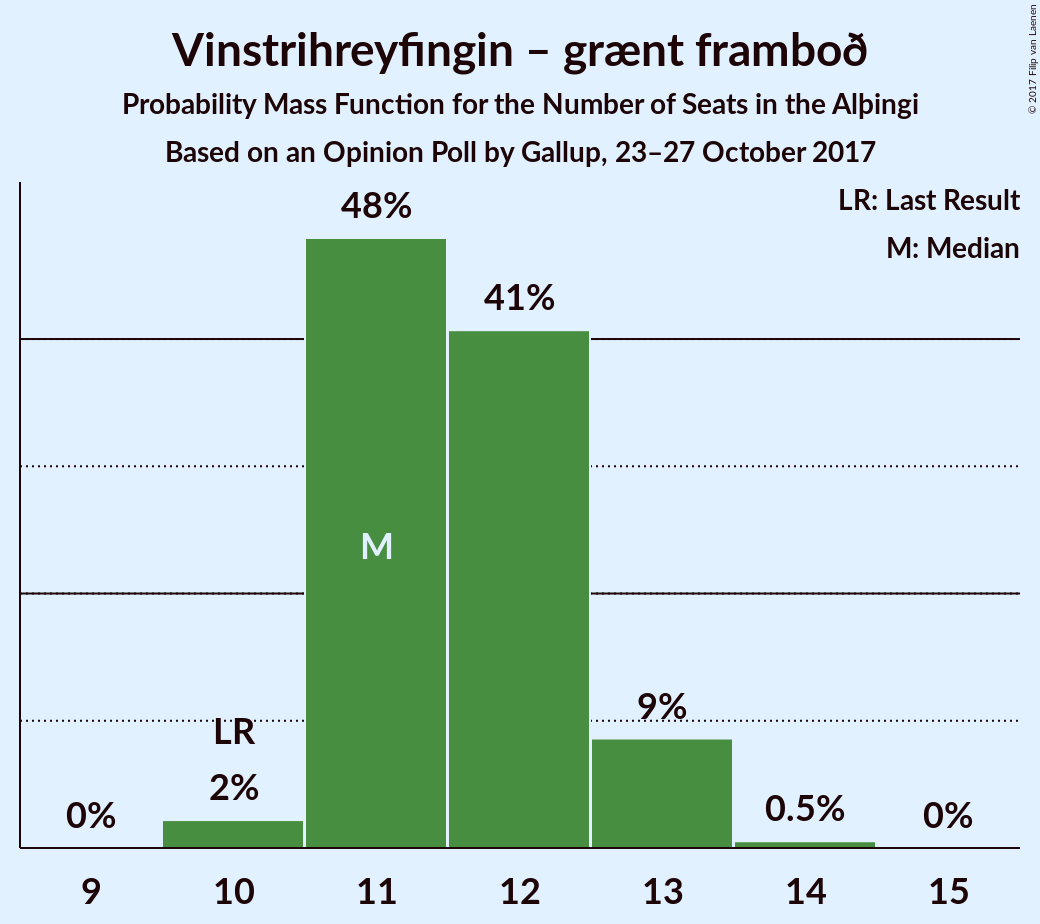 Vinstrihreyfingin – grænt framboð
Probability Mass Function for the Number of Seats in the Alþingi
Based on an Opinion Poll by Gallup, 23–27 October 2017
© 2017 Filip van Laenen
LR: Last Result
M: Median
48%
41%
M
9%
LR
2%
0%
0.5%
0%
9 10 11 12 13 14 15